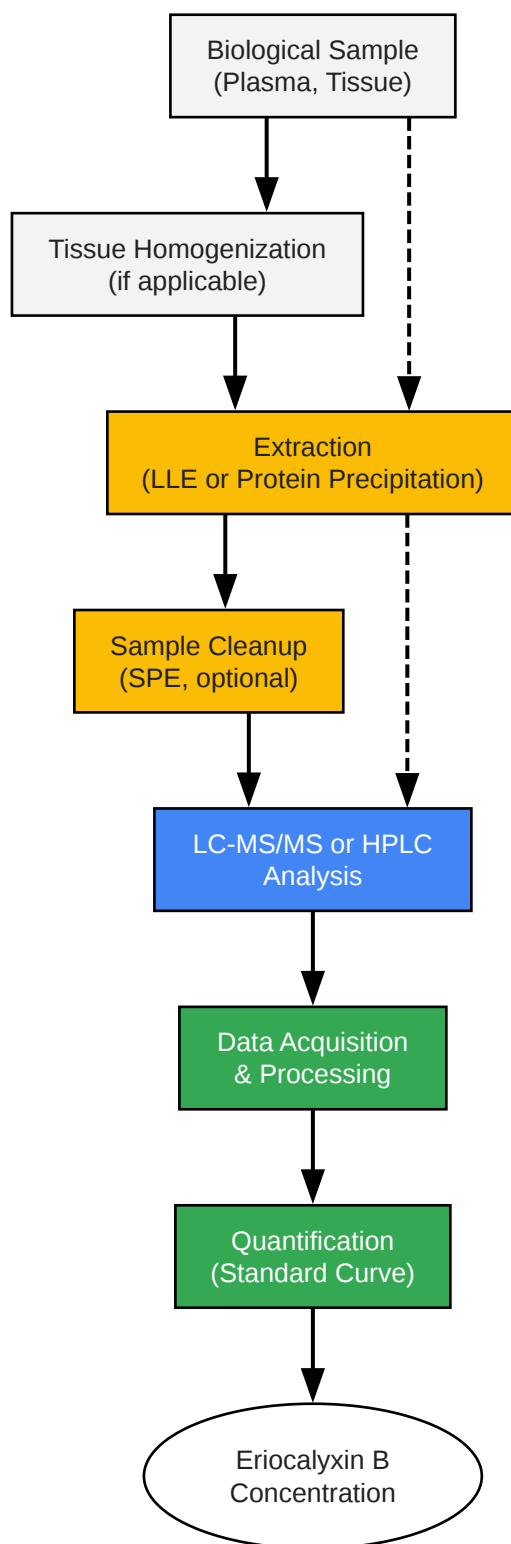 Biological Sample
(Plasma, Tissue)
Tissue Homogenization
(if applicable)
Extraction
(LLE or Protein Precipitation)
Sample Cleanup
(SPE, optional)
LC-MS/MS or HPLC
Analysis
Data Acquisition
& Processing
Quantification
(Standard Curve)
Eriocalyxin B
Concentration